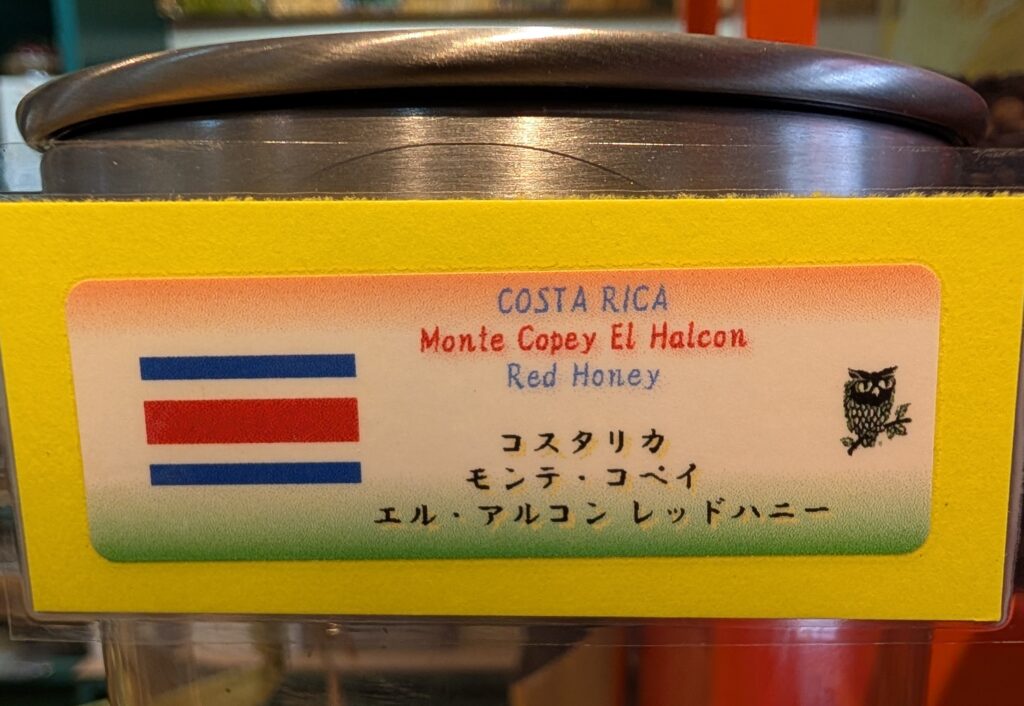 COSTA RICA
Monte Copey El Halcon
Red Honey
コスタリカ
モンテ・コペイ
エル・アルコン レッドハニー